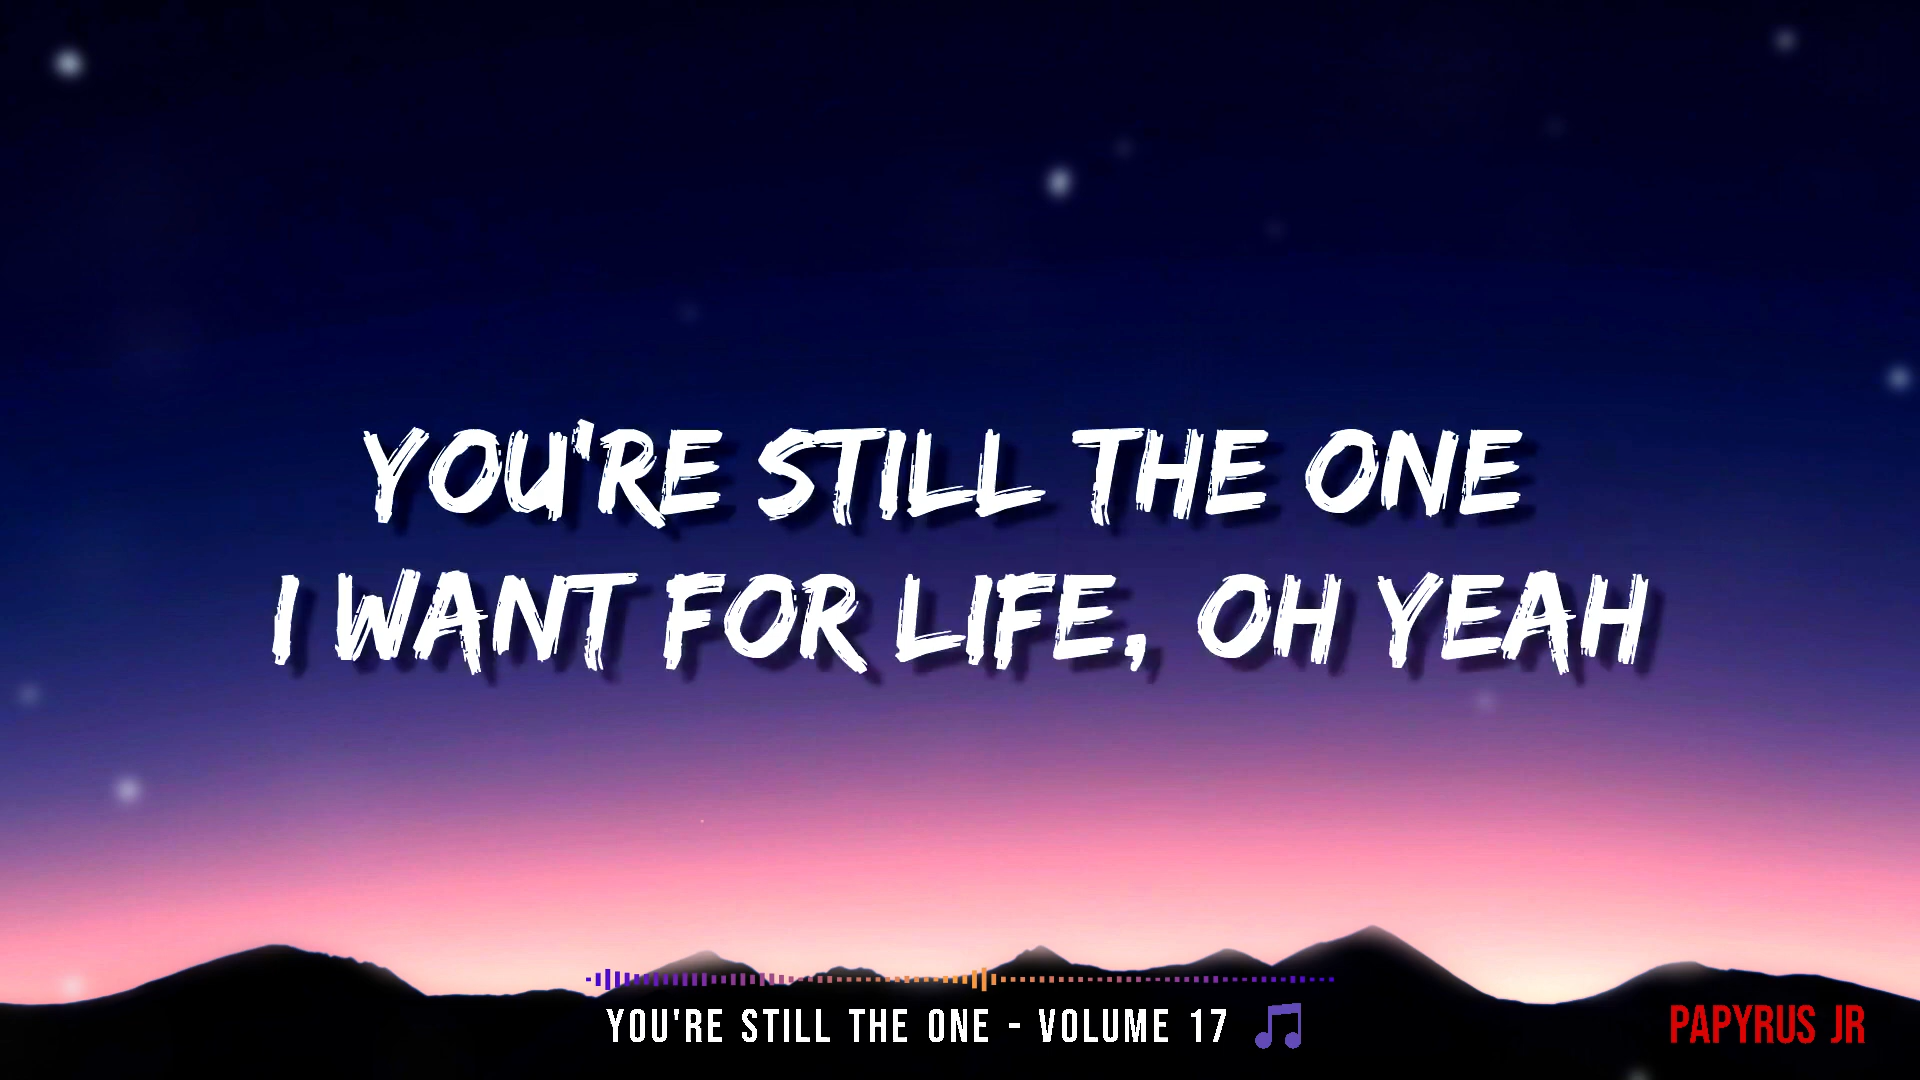 YOU'RE STILL THE ONE
I WANT FOR LIFE, OH YEAH
YOU'RE STILL THE ONE - VOLUME 17
PAPYRUS JR